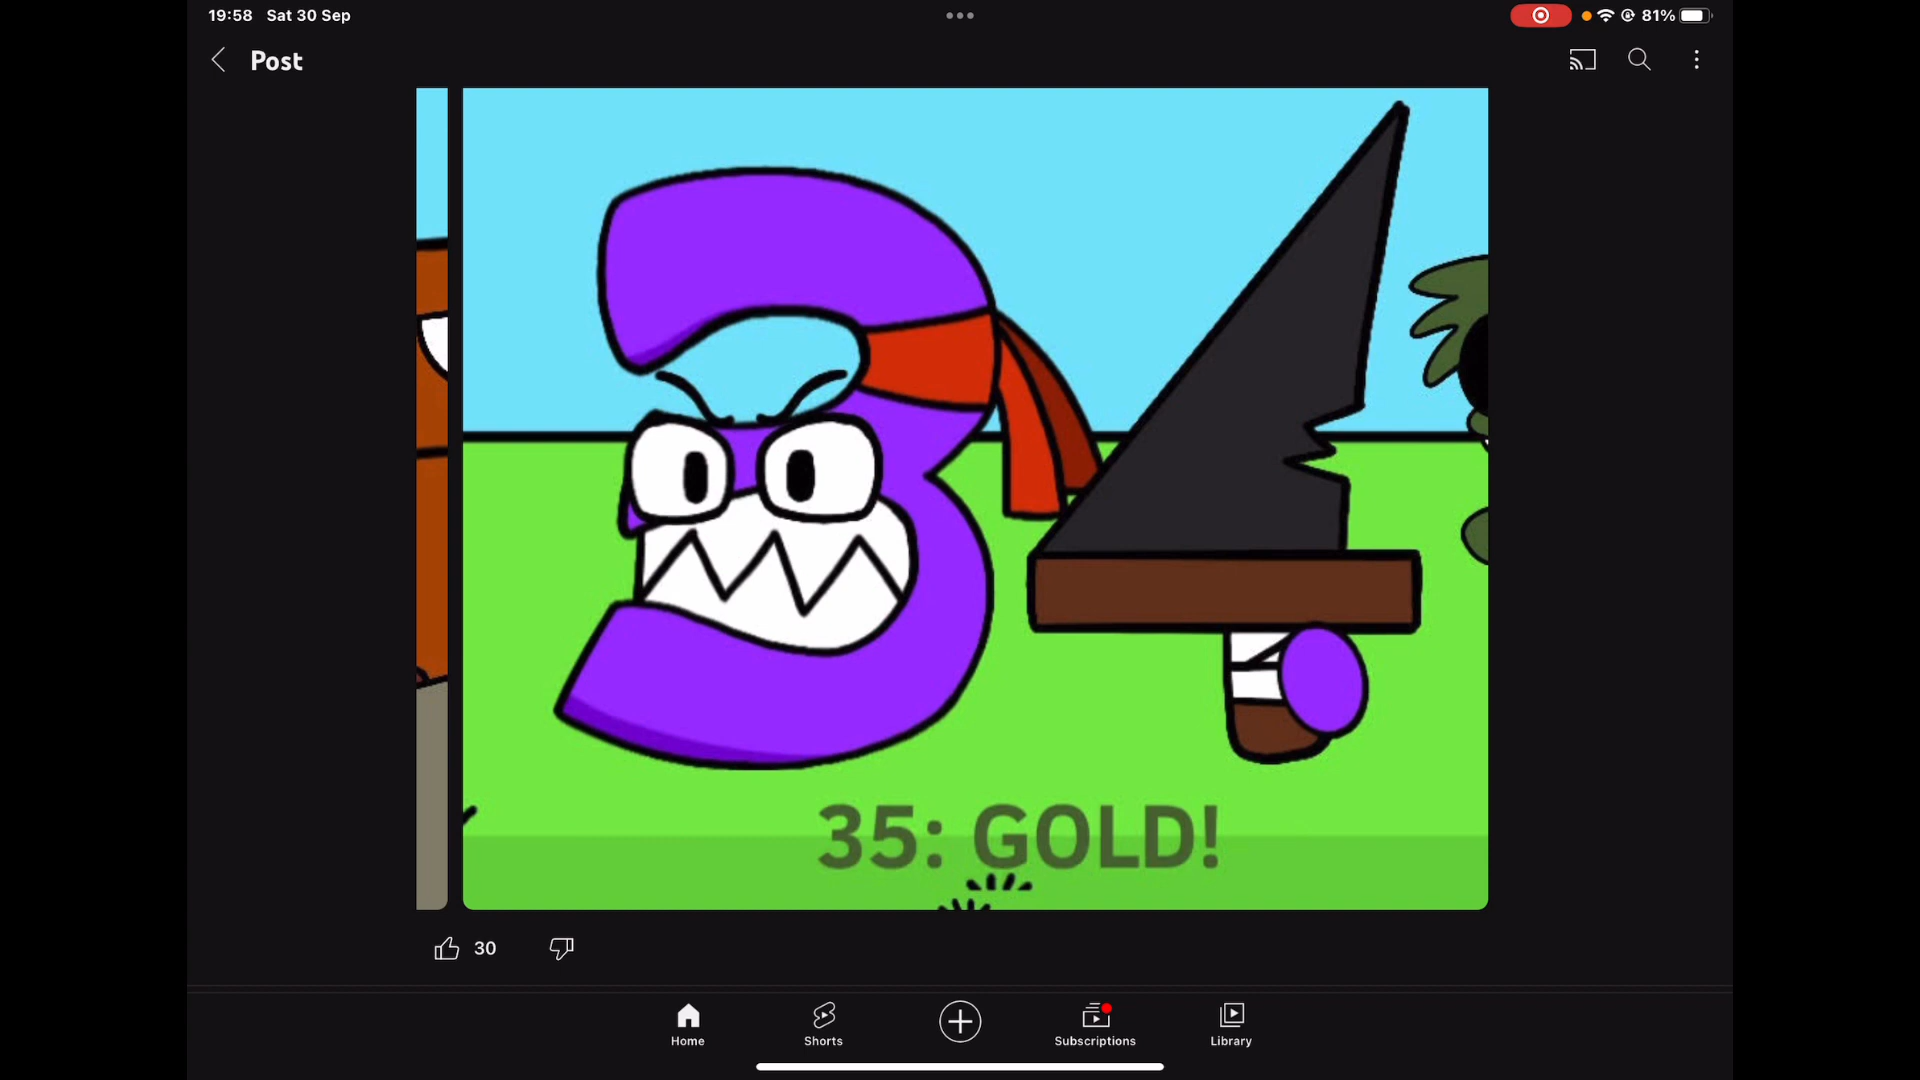 19:58 Sat 30 Sep
81%
Post
35: GOLD!
30
Home
Shorts
Subscriptions
Library